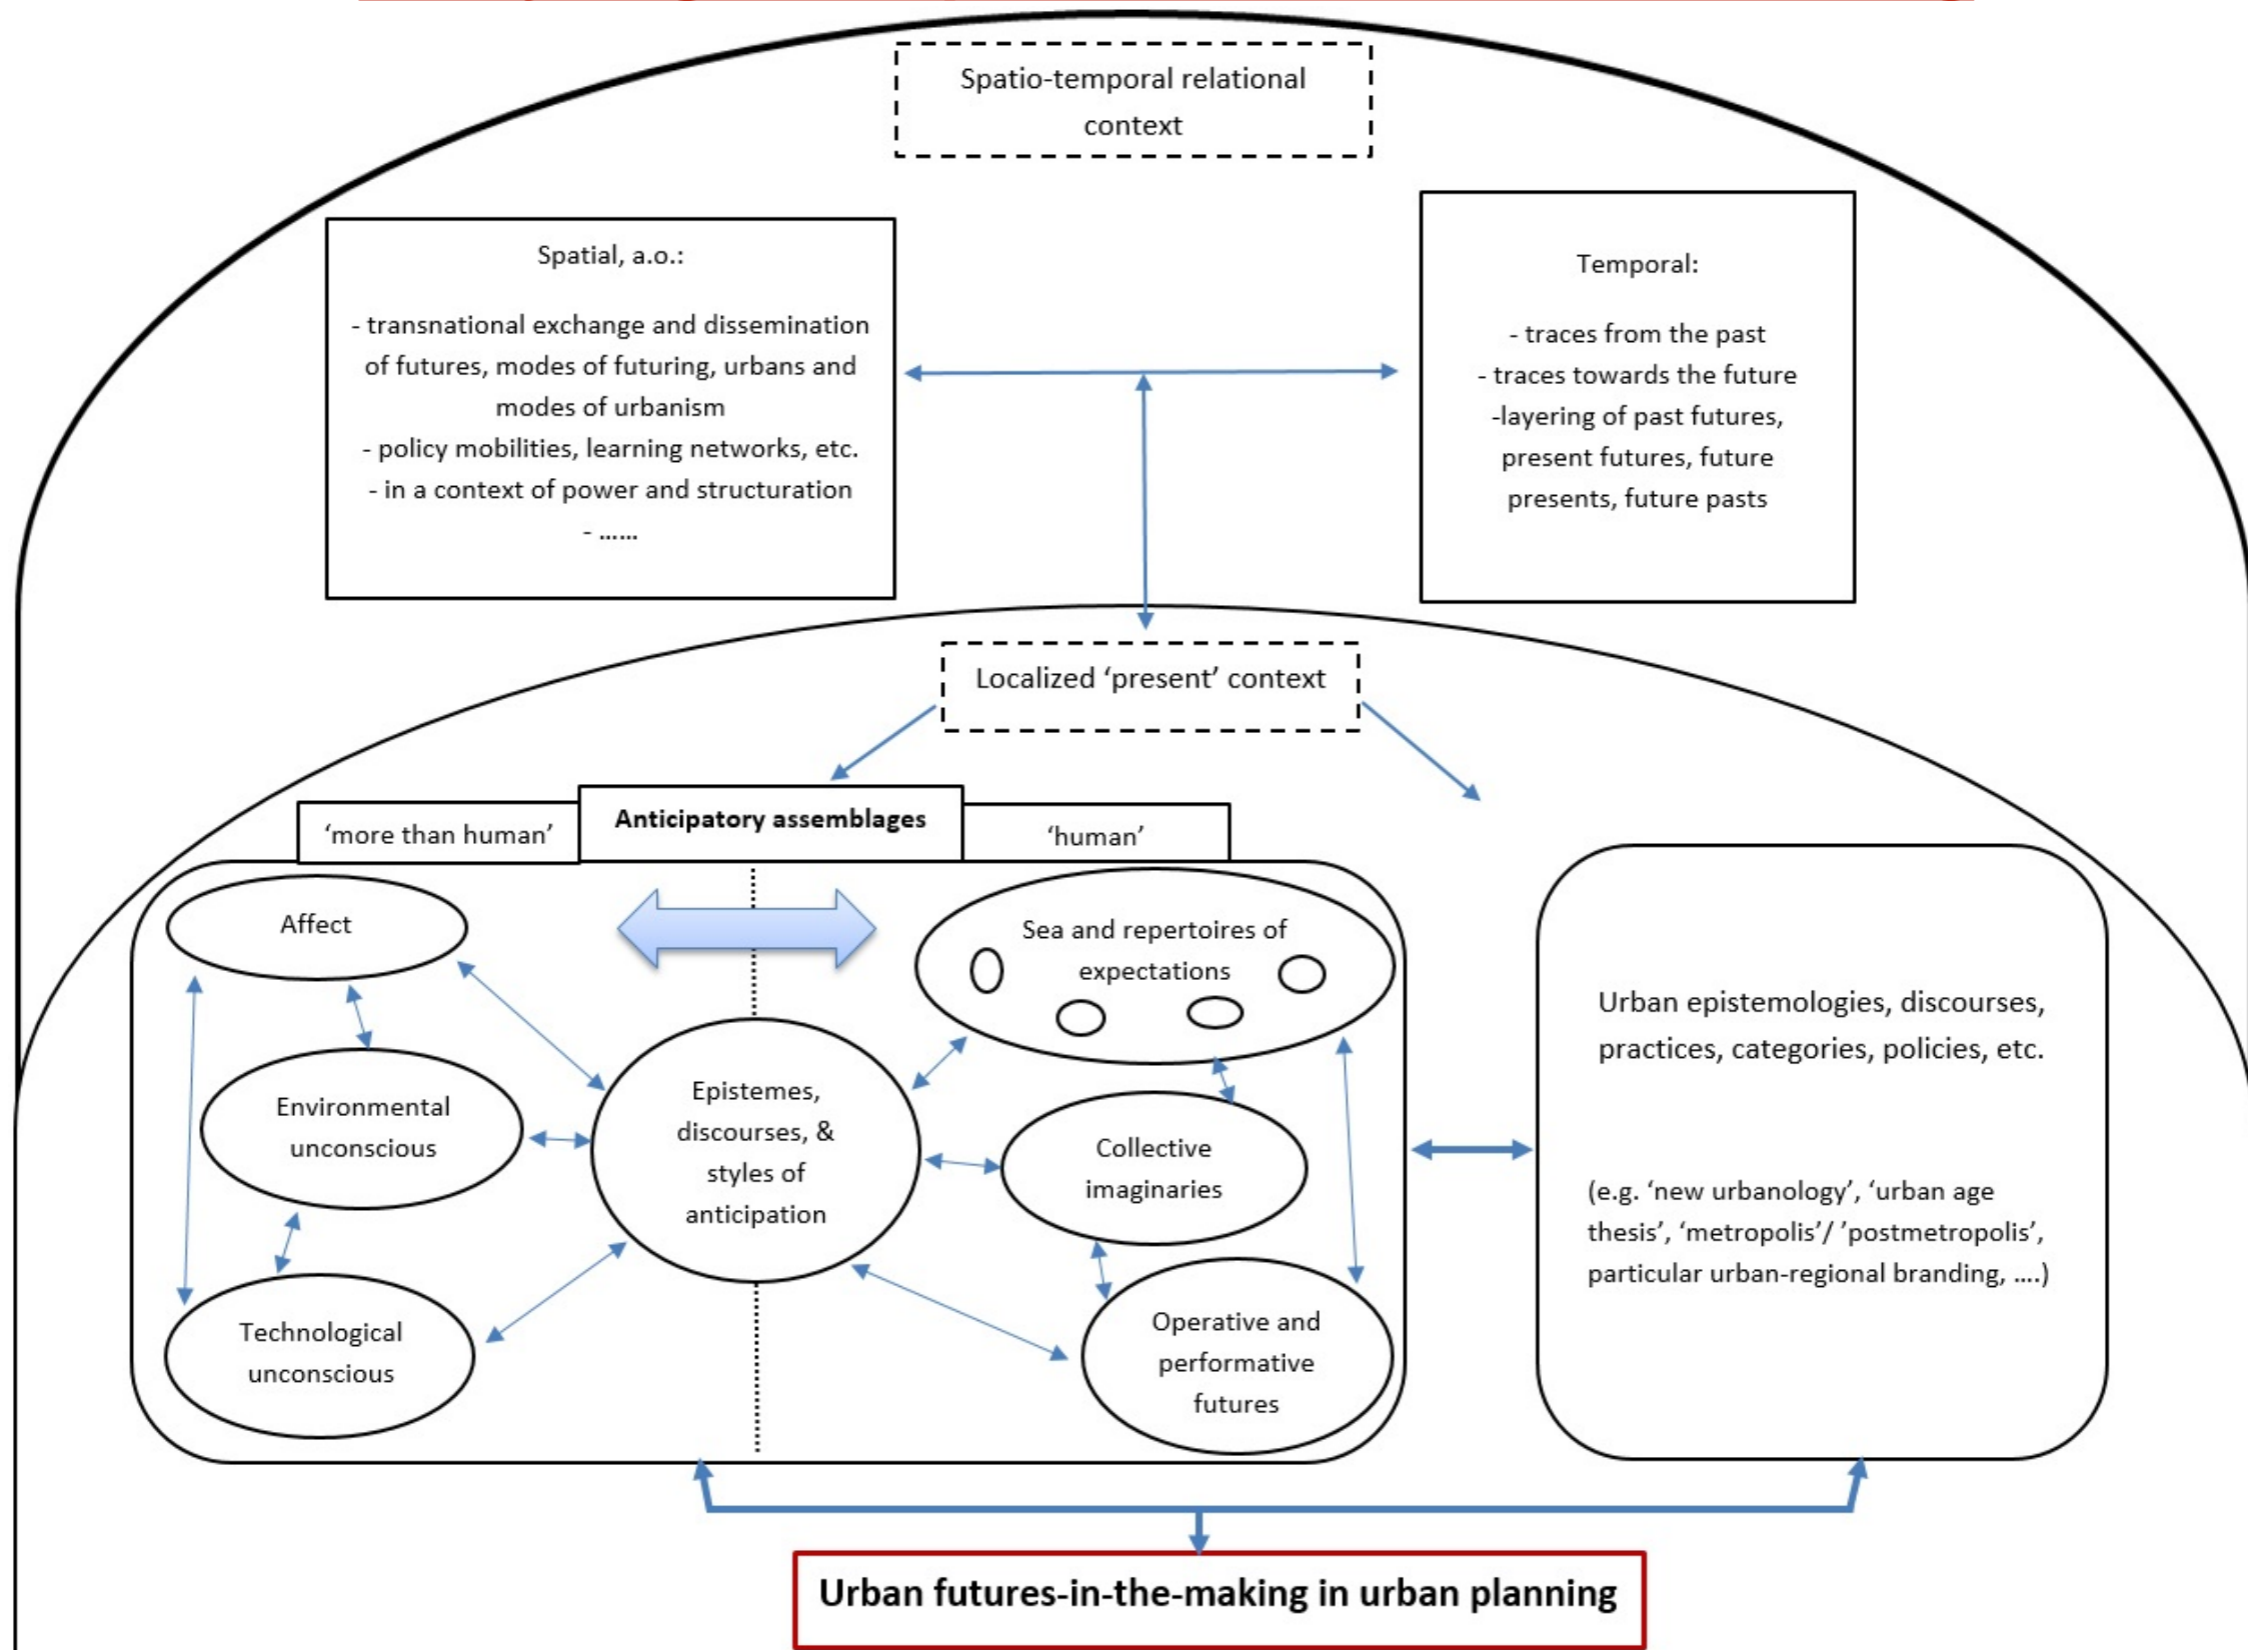 Spatio-temporal relational
context
Spatial, a.o.:
- transnational exchange and dissemination
of futures, modes of futuring, urbans and
modes of urbanism
- policy mobilities, learning networks, etc.
- in a context of power and structuration
- ......
Temporal:
- traces from the past
- traces towards the future
-layering of past futures,
present futures, future
presents, future pasts
Localized ‘present’ context
‘more than human’
Anticipatory assemblages
‘human’
Affect
Environmental
unconscious
Technological
unconscious
Epistemes,
discourses, &
styles of
anticipation
Sea and repertoires of
expectations
Collective
imaginaries
Operative and
performative
futures
Urban epistemologies, discourses,
practices, categories, policies, etc.
(e.g. ‘new urbanology’, ‘urban age
thesis’, ‘metropolis’/ ’postmetropolis’,
particular urban-regional branding, ....)
Urban futures-in-the-making in urban planning